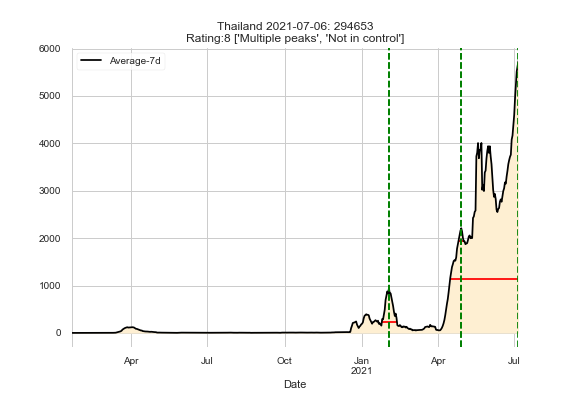 Thailand 2021-07-06: 294653
Rating:8 ['Multiple peaks', 'Not in control']
Average-7d
6000
5000
4000
3000
2000
1000
0
Apr Jul Oct Jan Apr Jul
2021
Date